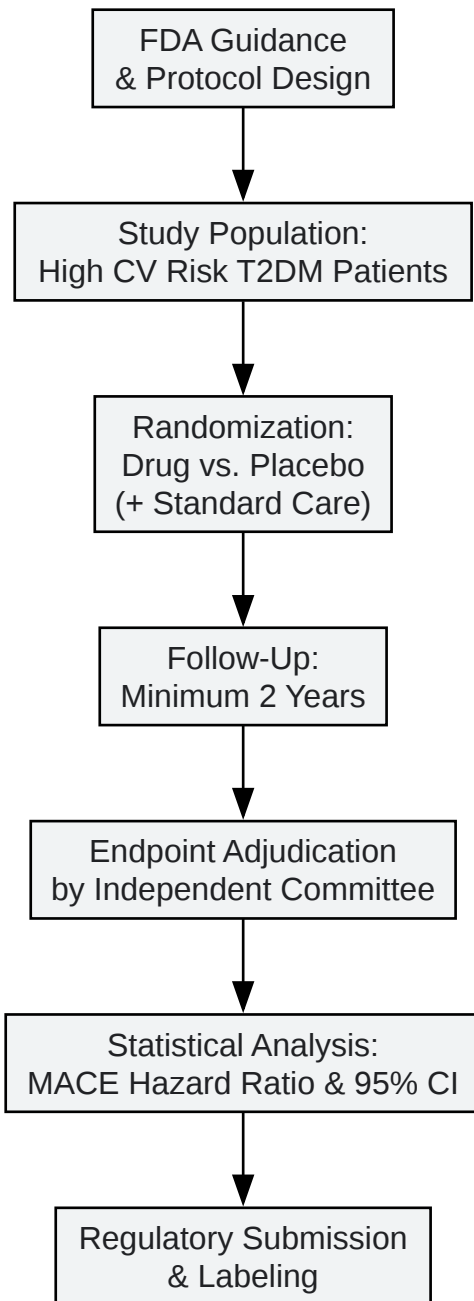 FDA Guidance
& Protocol Design
Study Population:
High CV Risk T2DM Patients
Randomization:
Drug vs. Placebo
(+ Standard Care)
Follow-Up:
Minimum 2 Years
Endpoint Adjudication
by Independent Committee
Statistical Analysis:
MACE Hazard Ratio & 95% CI
Regulatory Submission
& Labeling